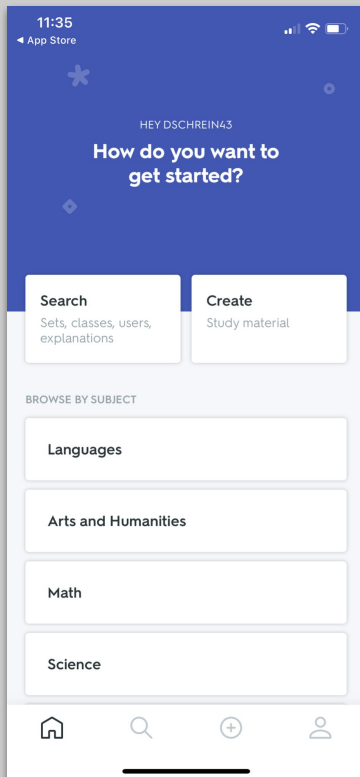 11:35
◀ App Store
HEY DSCHREIN43
How do you want to
get started?
Search
Sets, classes, users,
explanations
Create
Study material
BROWSE BY SUBJECT
Languages
Arts and Humanities
Math
Science